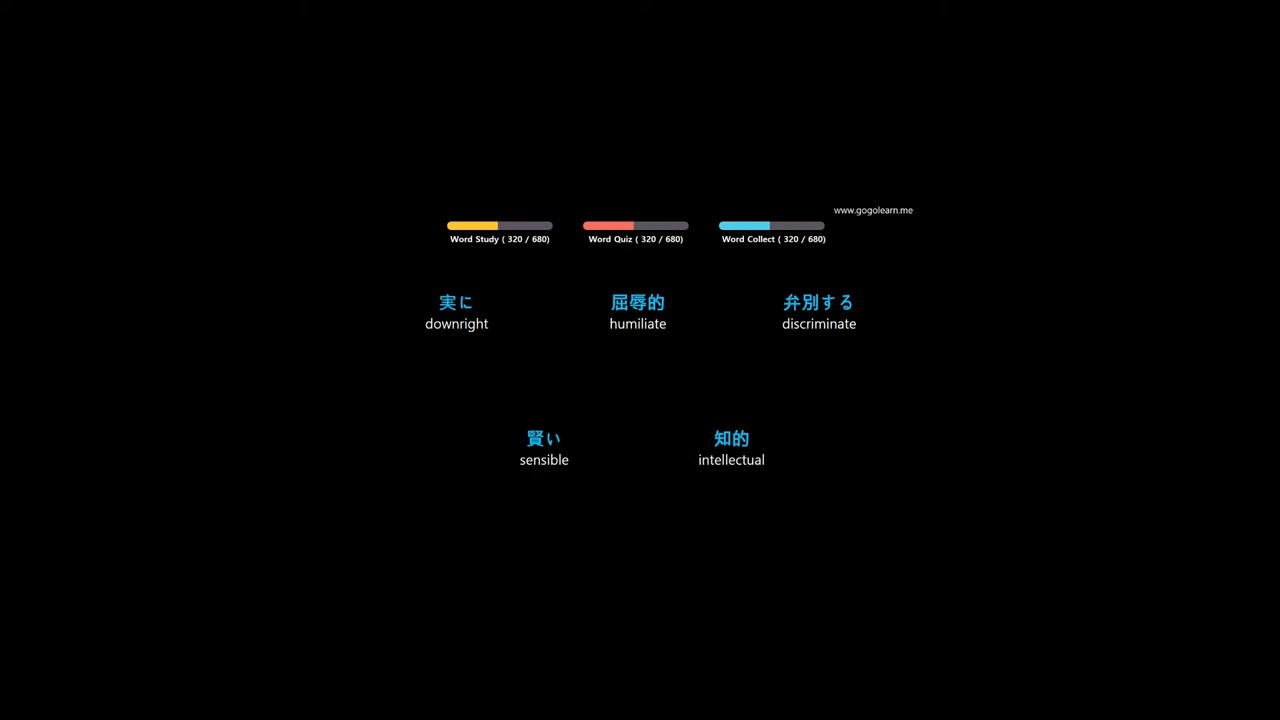 www.gogolearn.me
Word Study ( 320 / 680)
Word Quiz ( 320 / 680)
Word Collect ( 320 / 680)
実に
downright
屈辱的
humiliate
弁別する
discriminate
賢い
sensible
知的
intellectual